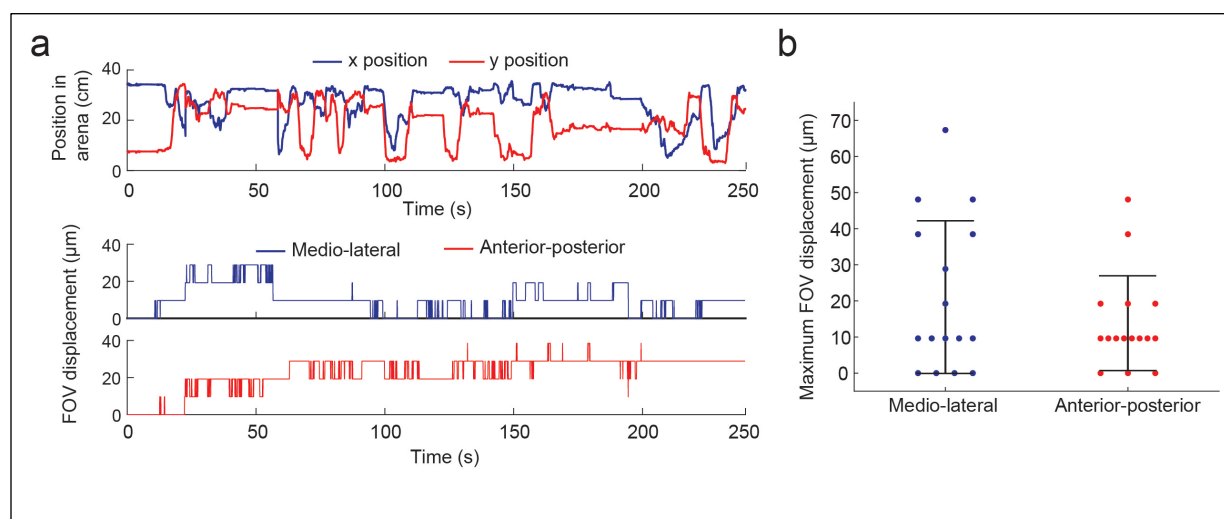 a
x position
y position
Position in
arena (cm)
40
20
0
0
50
100
150
200
250
Time (s)
Medio-lateral
Anterior-posterior
FOV displacement (µm)
40
20
0
40
20
0
0
50
100
150
200
250
Time (s)
b
Maximum FOV displacement (µm)
70
60
50
40
30
20
10
0
Medio-lateral
Anterior-posterior